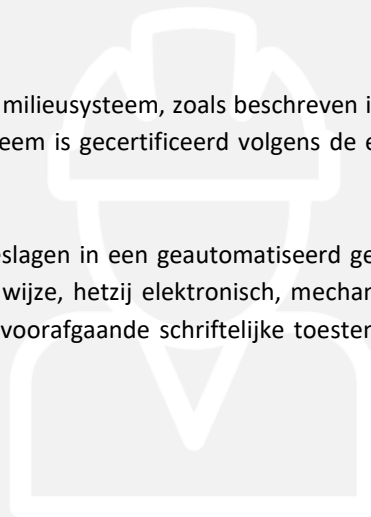 milieusysteem, zoals beschreven i
eem is gecertificeerd volgens de e
slagen in een geautomatiseerd ge
wijze, hetzij elektronisch, mechan
voorafgaande schriftelijke toester